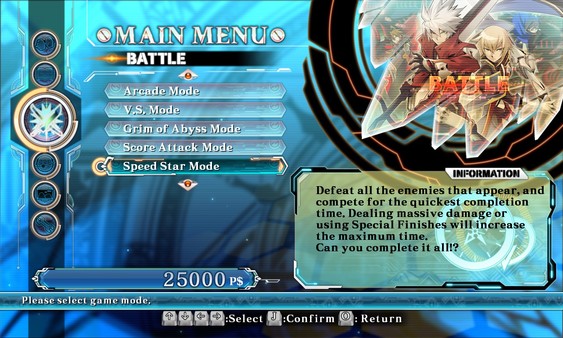 MAIN MENU
BATTLE
BATTLE
Arcade Mode
V.S. Mode
Grim of Abyss Mode
Score Attack Mode
Speed Star Mode
INFORMATION
Defeat all the enemies that appear, and
compete for the quickest completion
time. Dealing massive damage or
using Special Finishes will increase
the maximum time.
Can you complete it all!?
25000 P$
Please select game mode.
:Select J :Confirm O : Return